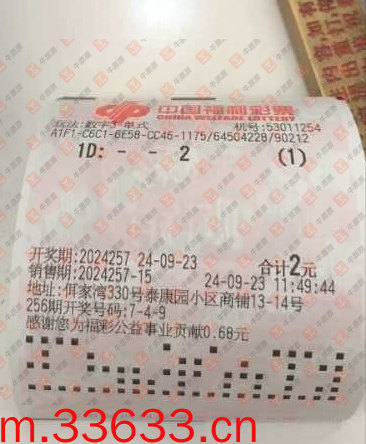 中国福利彩票
CHINA WELFARE LOTTERY
玩法:数字3-单式 机号:53011254
A1F1-C6C1-6E58-CC46-1175/64504228/90212
1D: - - 2 (1)
开奖期:2024257 24-09-23 合计2元
销售期:2024257-15 24-09-23 11:49:44
地址:佴家湾330号泰康园小区商铺13-14号
256期开奖号码:7-4-9
感谢您为福彩公益事业贡献0.68元
m.33633.cn